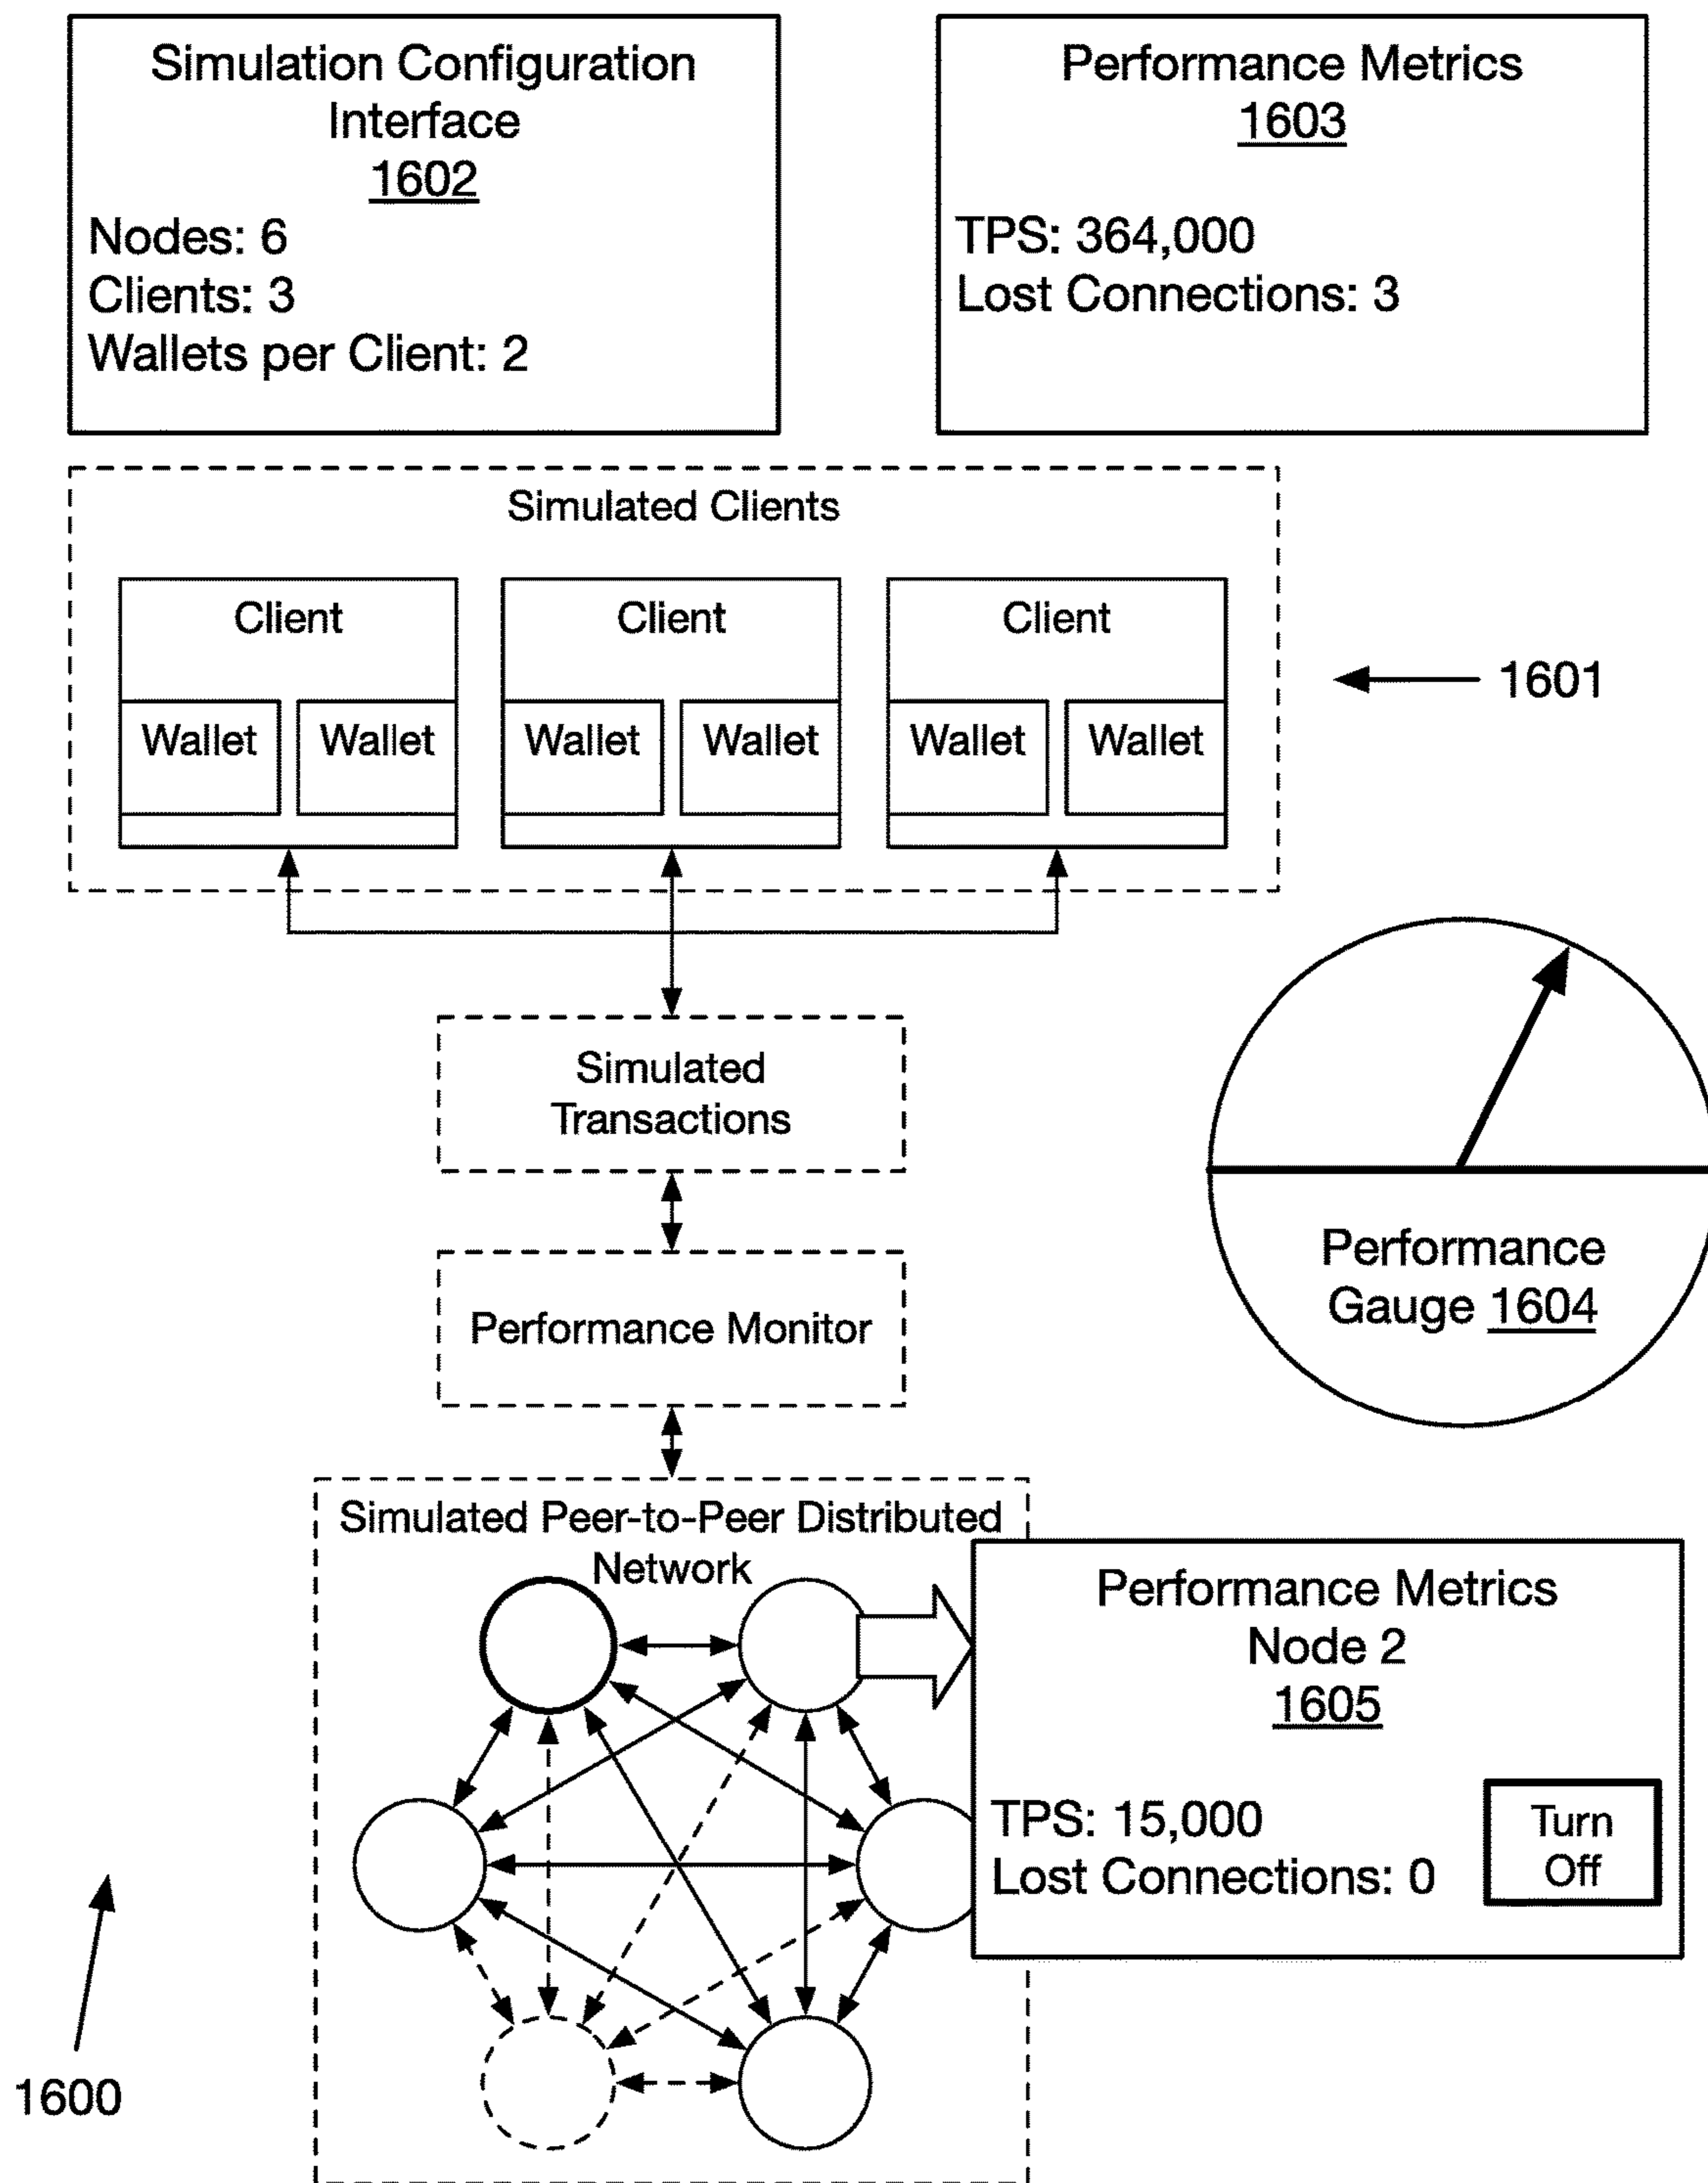 Simulation Configuration
Interface
1602
Nodes: 6
Clients: 3
Wallets per Client: 2
Performance Metrics
1603
TPS: 364,000
Lost Connections: 3
Simulated Clients
Client
Client
Client
Wallet
Wallet
Wallet
Wallet
Wallet
Wallet
1601
Simulated
Transactions
Performance
Gauge 1604
Performance Monitor
Simulated Peer-to-Peer Distributed
Network
Performance Metrics
Node 2
1605
TPS: 15,000
Lost Connections: 0
Turn
Off
1600